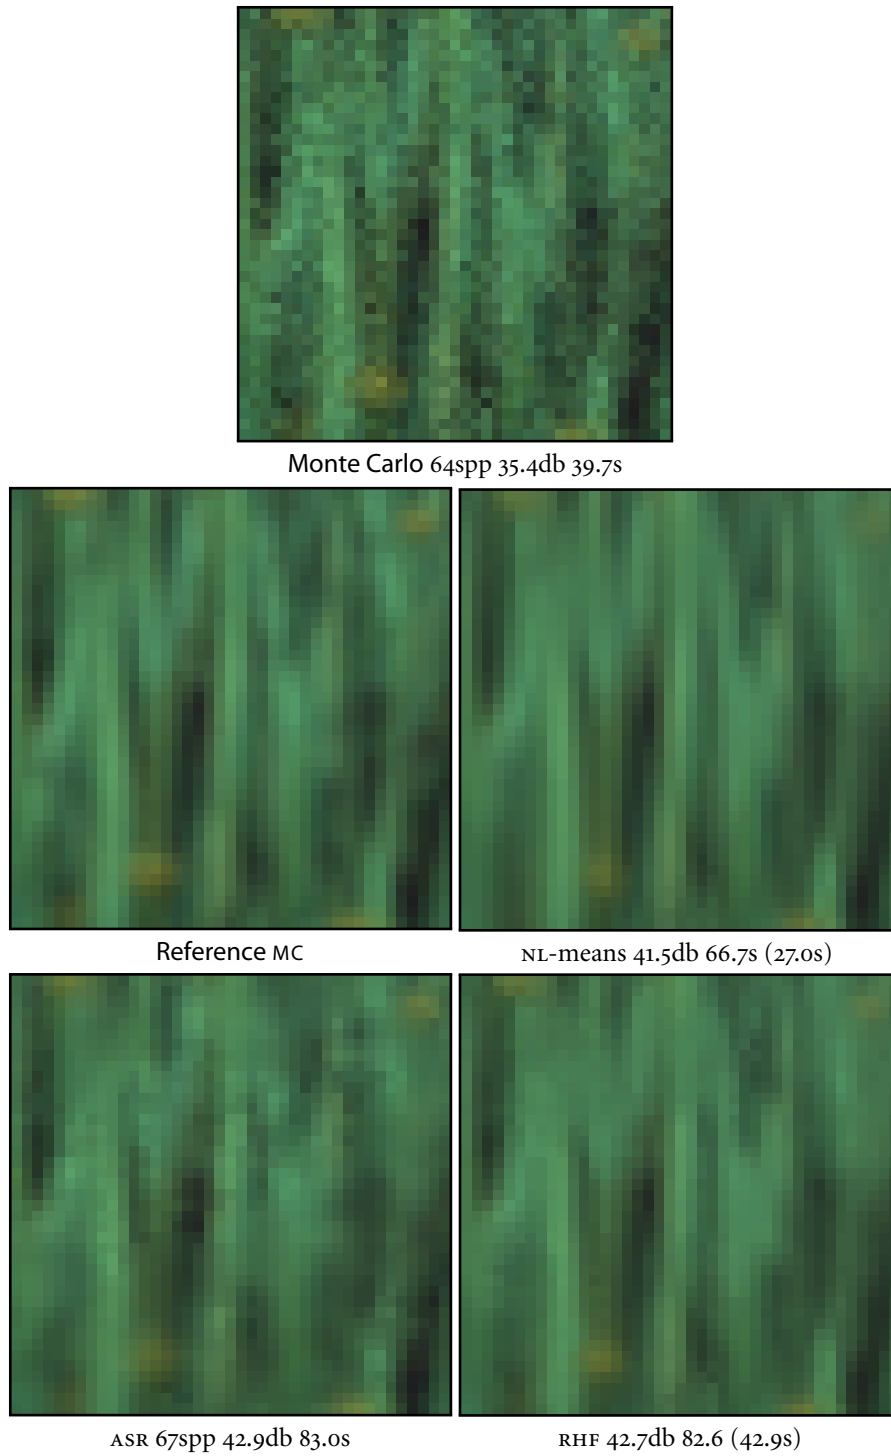 Monte Carlo 64spp 35.4db 39.7s
Reference MC
NL-means 41.5db 66.7s (27.0s)
ASR 67spp 42.9db 83.0s
RHF 42.7db 82.6 (42.9s)